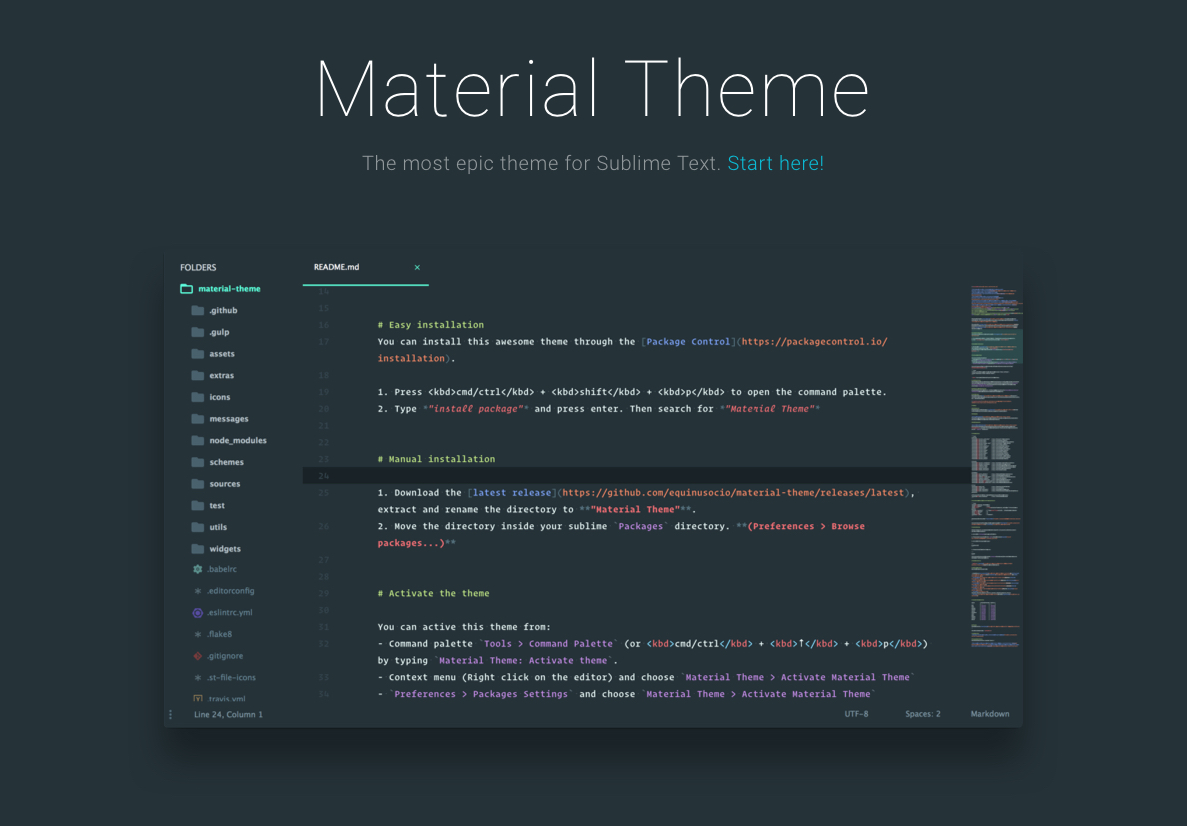 Material Theme
The most epic theme for Sublime Text. Start here!
FOLDERS
material-theme
.github
.gulp
assets
extras
icons
messages
node_modules
schemes
sources
test
utils
widgets
.babelrc
.editorconfig
.eslintrc.yml
.flake8
.gitignore
.st-file-icons
.travis.yml
README.md ×
14
15
16 # Easy installation
17 You can install this awesome theme through the [Package Control](https://packagecontrol.io/
installation).
18
19 1. Press <kbd>cmd/ctrl</kbd> + <kbd>shift</kbd> + <kbd>p</kbd> to open the command palette.
20 2. Type *"install package"* and press enter. Then search for *"Material Theme"*
21
22
23 # Manual installation
24
25 1. Download the [latest release](https://github.com/equinusocio/material-theme/releases/latest),
extract and rename the directory to **"Material Theme"**.
26 2. Move the directory inside your sublime `Packages` directory. **(Preferences > Browse
packages...)**
27
28
29 # Activate the theme
30
31 You can active this theme from:
32 - Command palette `Tools > Command Palette` (or <kbd>cmd/ctrl</kbd> + <kbd>⇡</kbd> + <kbd>p</kbd>)
by typing `Material Theme: Activate theme`.
33 - Context menu (Right click on the editor) and choose `Material Theme > Activate Material Theme`
34 - `Preferences > Packages Settings` and choose `Material Theme > Activate Material Theme`
Line 24, Column 1
UTF-8
Spaces: 2
Markdown